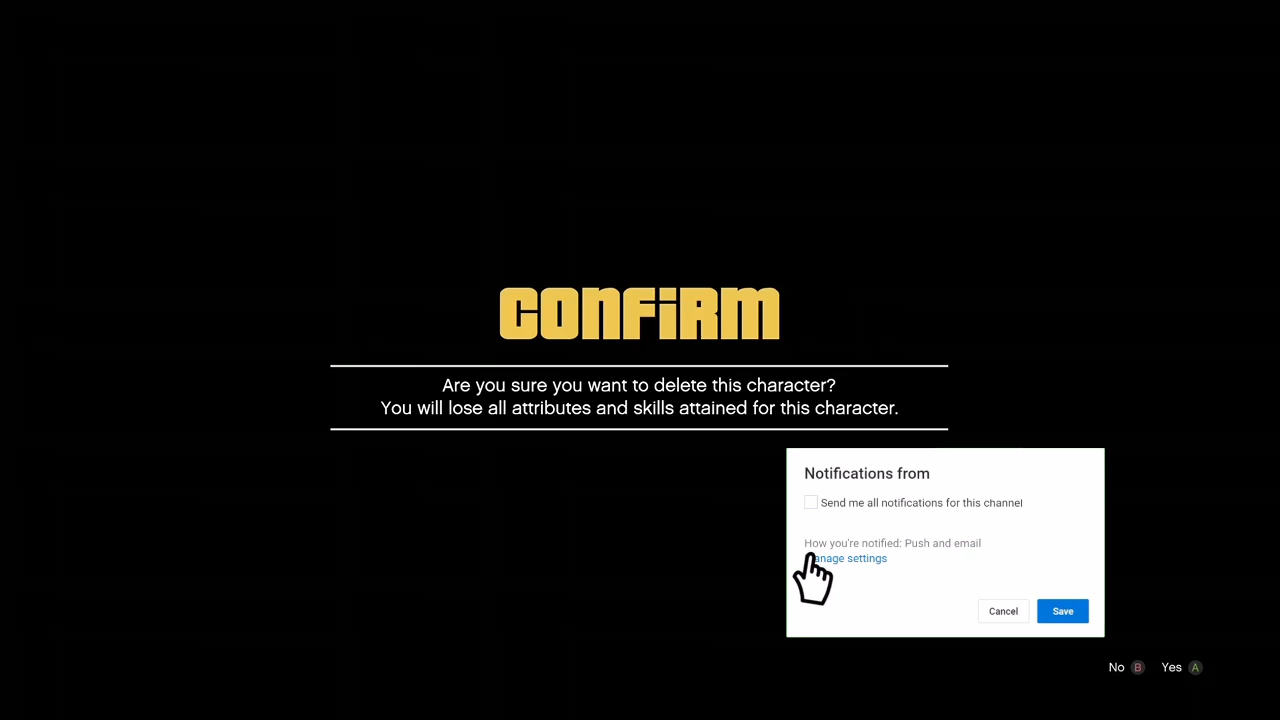 CONFIRM
Are you sure you want to delete this character?
You will lose all attributes and skills attained for this character.
Notifications from
Send me all notifications for this channel
How you're notified: Push and email
anage settings
Cancel Save
No B Yes A